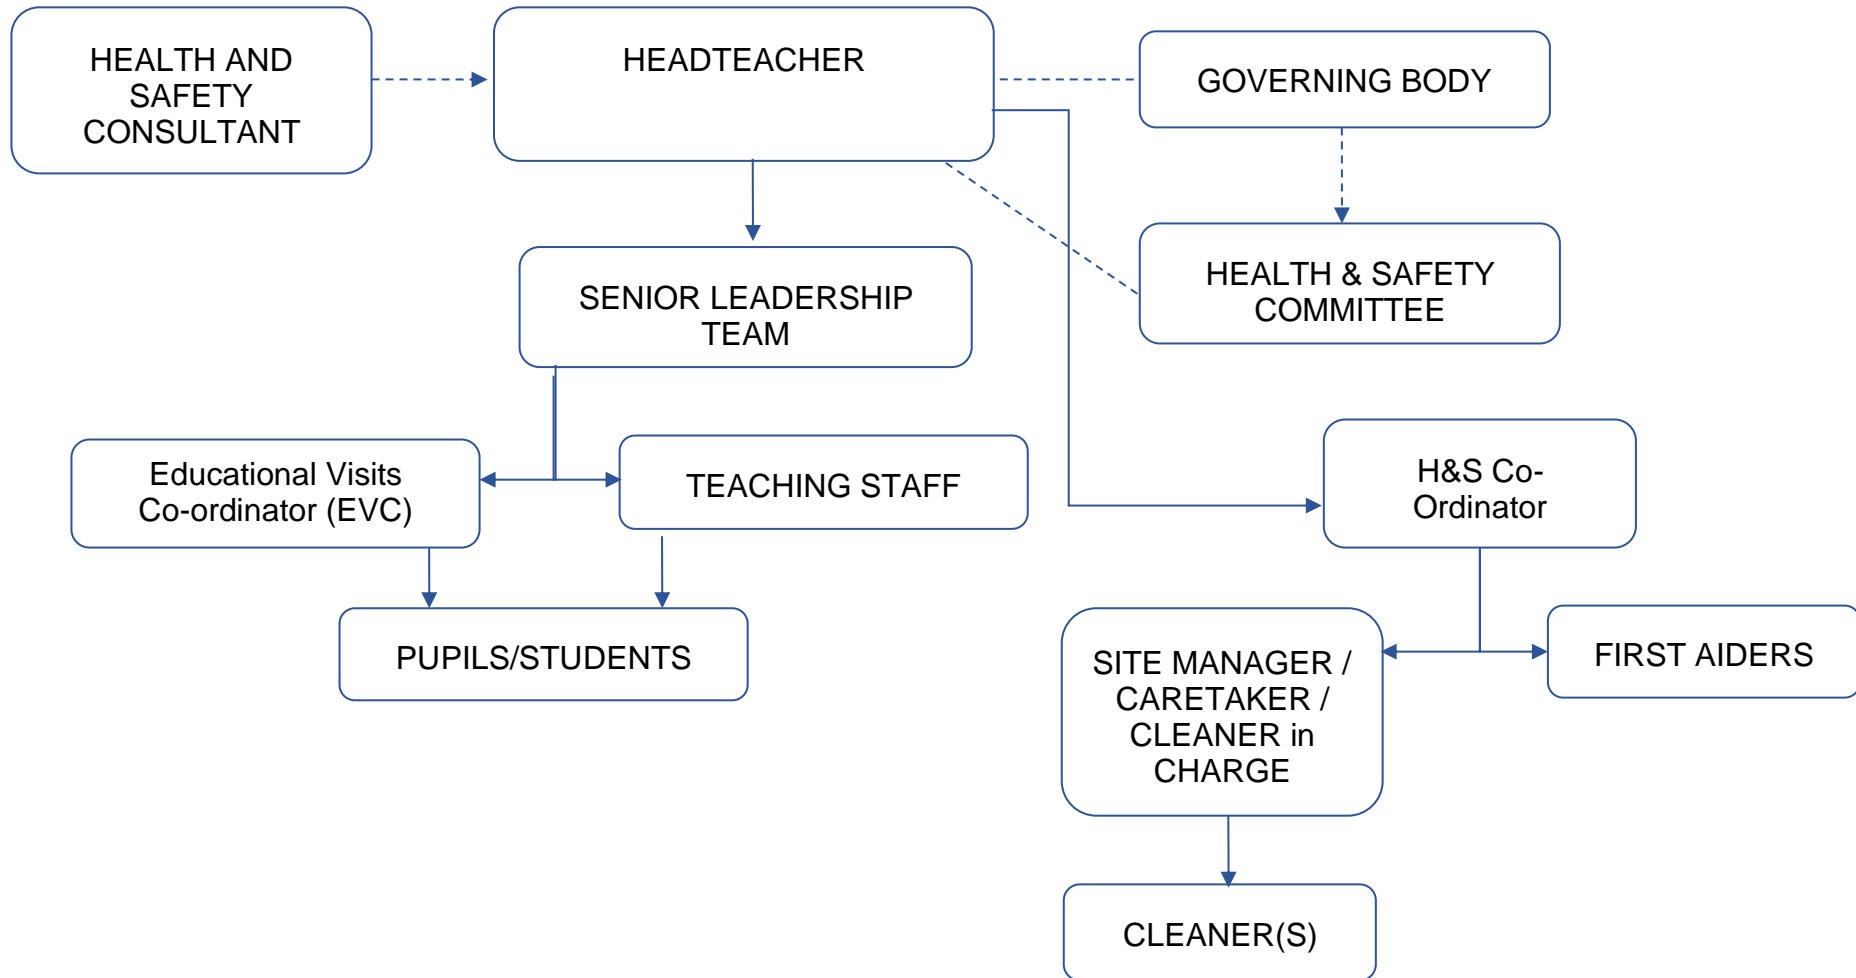 HEALTH AND
SAFETY
CONSULTANT
HEADTEACHER
GOVERNING BODY
HEALTH & SAFETY
COMMITTEE
SENIOR LEADERSHIP
TEAM
Educational Visits
Co-ordinator (EVC)
TEACHING STAFF
H&S Co-
Ordinator
PUPILS/STUDENTS
SITE MANAGER /
CARETAKER /
CLEANER in
CHARGE
FIRST AIDERS
CLEANER(S)